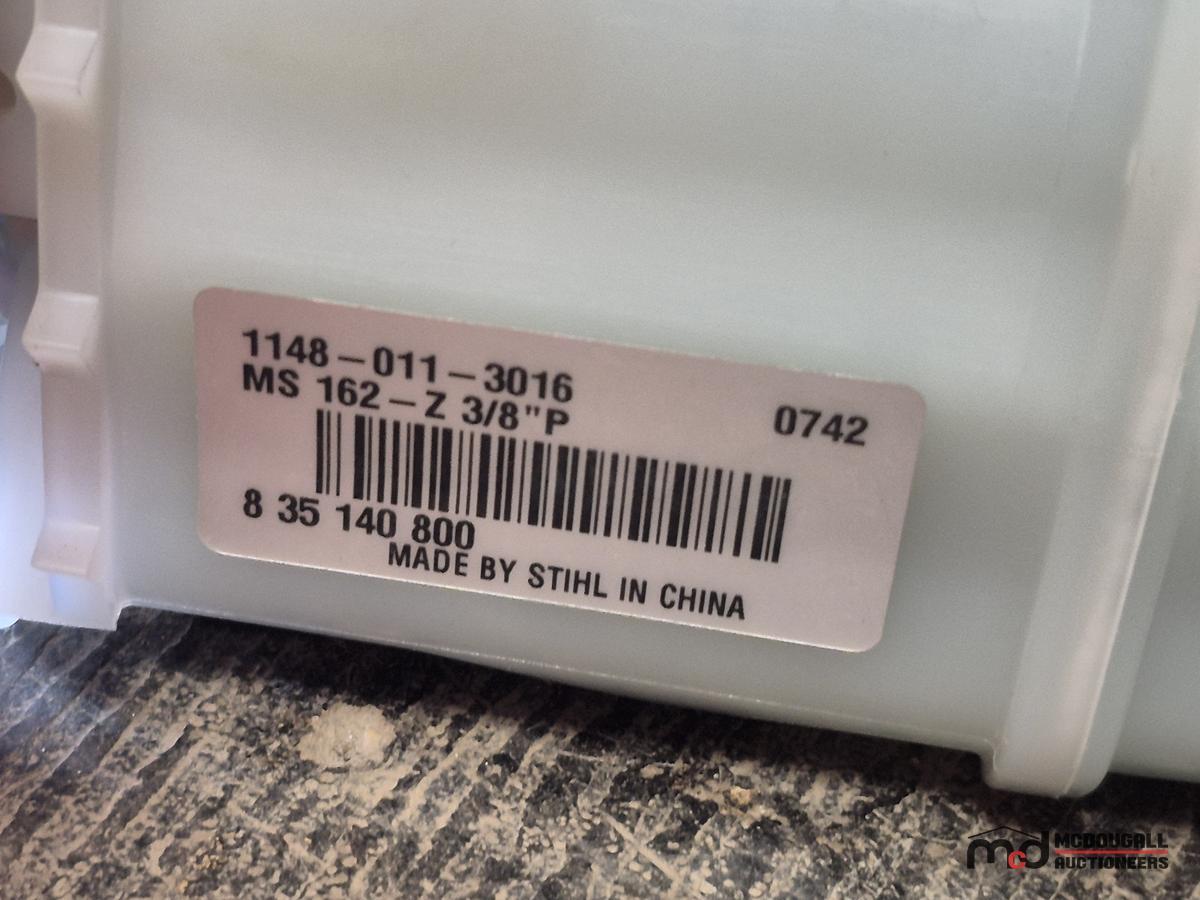 1148-011-3016
MS 162-Z 3/8"P
0742
8 35 140 800
MADE BY STIHL IN CHINA
mcd MCDOUGALL
AUCTIONEERS